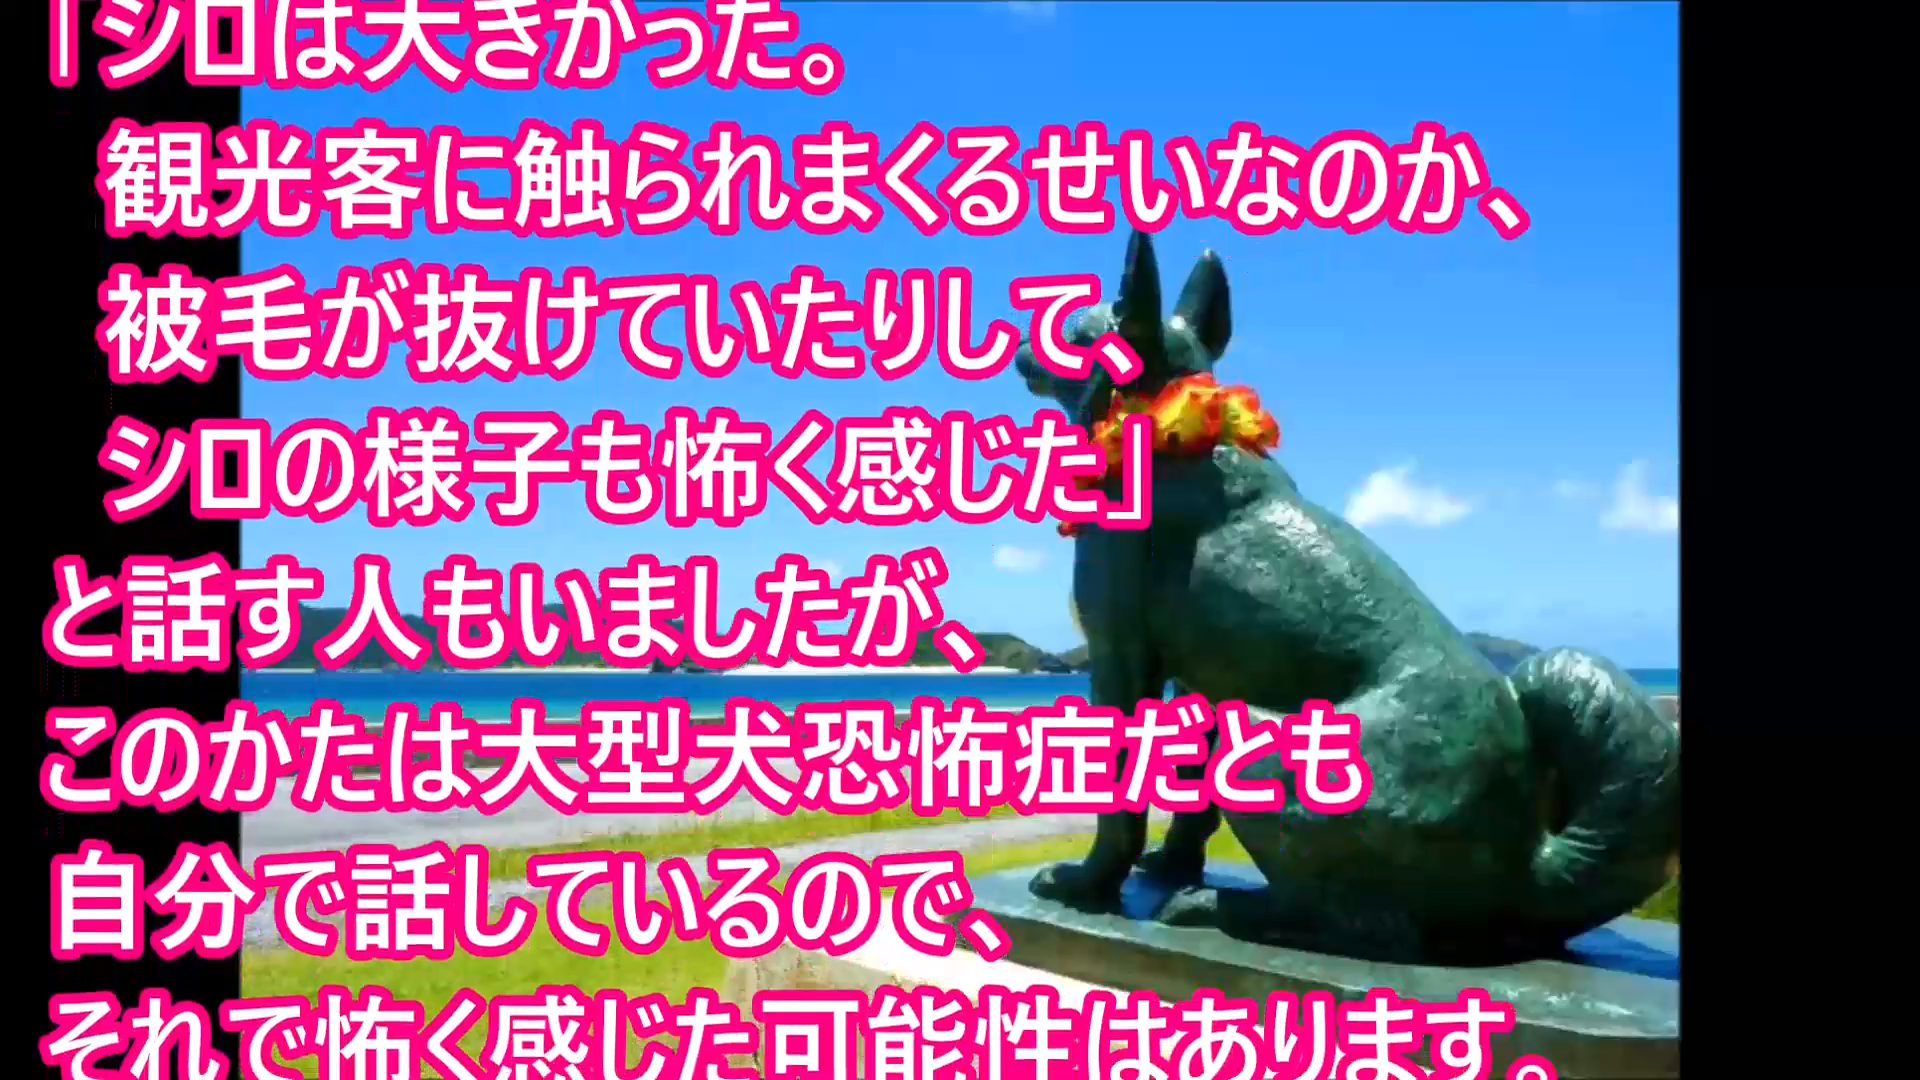 「シロは大きかった。
観光客に触られまくるせいなのか、
被毛が抜けていたりして、
シロの様子も怖く感じた」
と話す人もいましたが、
このかたは大型犬恐怖症だとも
自分で話しているので、
それで怖く感じた可能性はあります。